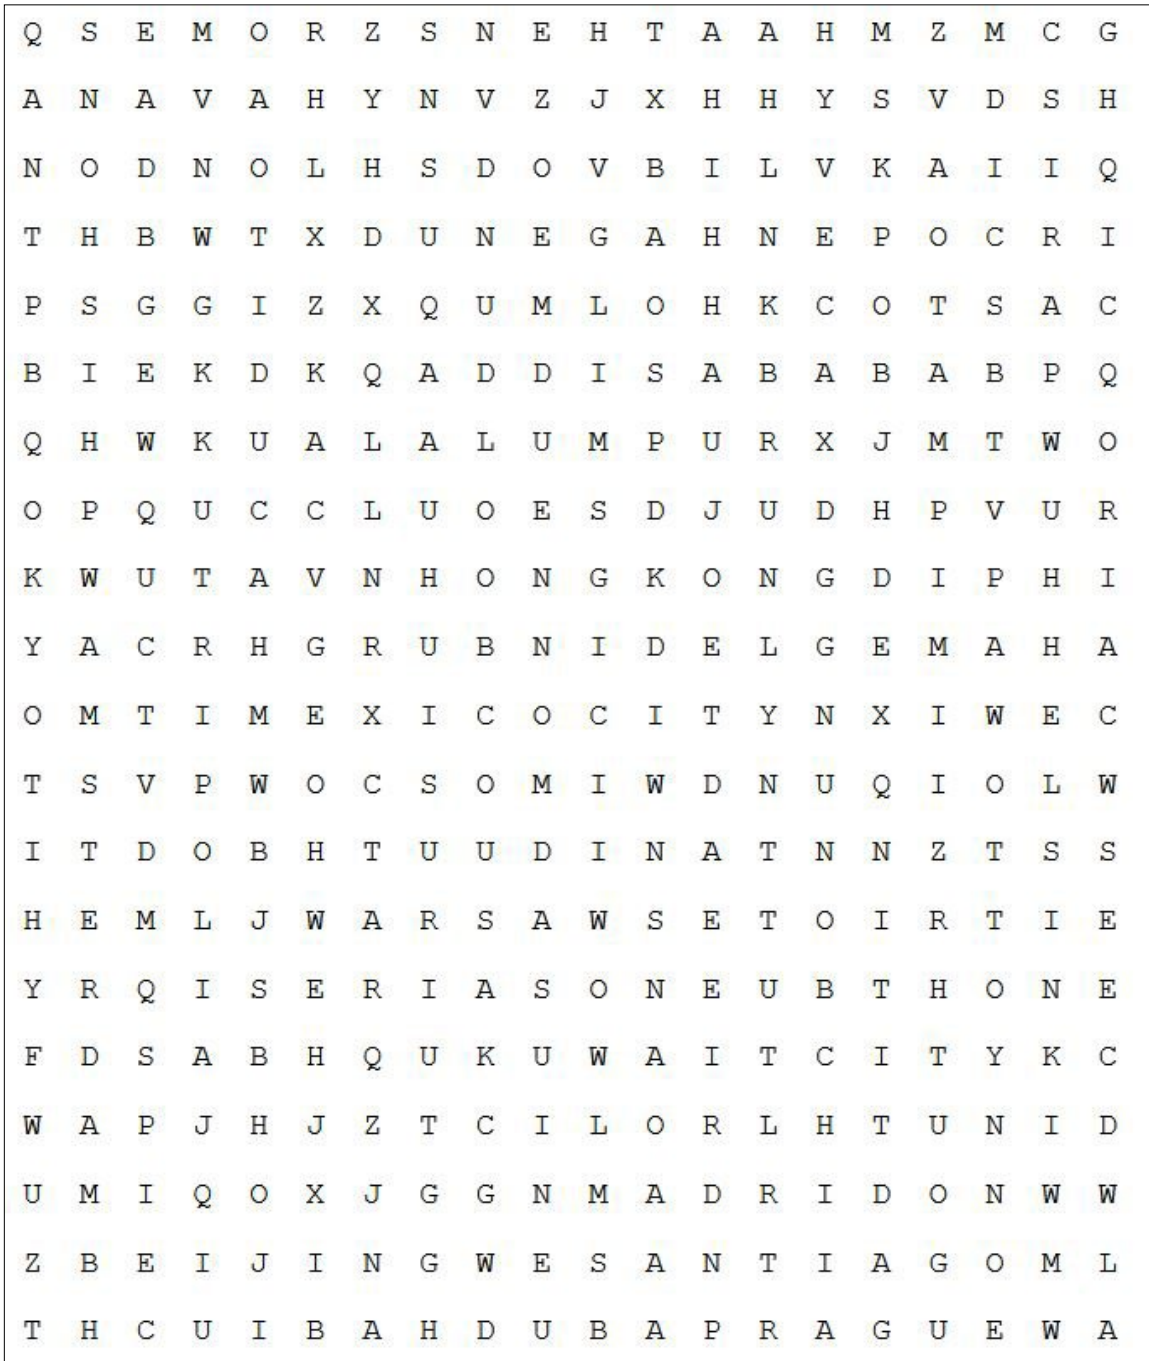 Q S E M O R Z S N E H T A A H M Z M C G
A N A V A H Y N V Z J X H H Y S V D S H
N O D N O L H S D O V B I L V K A I I Q
T H B W T X D U N E G A H N E P O C R I
P S G G I Z X Q U M L O H K C O T S A C
B I E K D K Q A D D I S A B A B A B P Q
Q H W K U A L A L U M P U R X J M T W O
O P Q U C C L U O E S D J U D H P V U R
K W U T A V N H O N G K O N G D I P H I
Y A C R H G R U B N I D E L G E M A H A
O M T I M E X I C O C I T Y N X I W E C
T S V P W O C S O M I W D N U Q I O L W
I T D O B H T U U D I N A T N N Z T S S
H E M L J W A R S A W S E T O I R T I E
Y R Q I S E R I A S O N E U B T H O N E
F D S A B H Q U K U W A I T C I T Y K C
W A P J H J Z T C I L O R L H T U N I D
U M I Q O X J G G N M A D R I D O N W W
Z B E I J I N G W E S A N T I A G O M L
T H C U I B A H D U B A P R A G U E W A